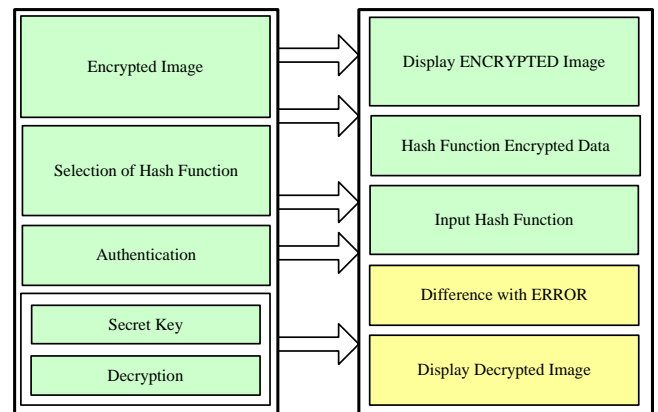 Encrypted Image
Selection of Hash Function
Authentication
Secret Key
Decryption
Display ENCRYPTED Image
Hash Function Encrypted Data
Input Hash Function
Difference with ERROR
Display Decrypted Image